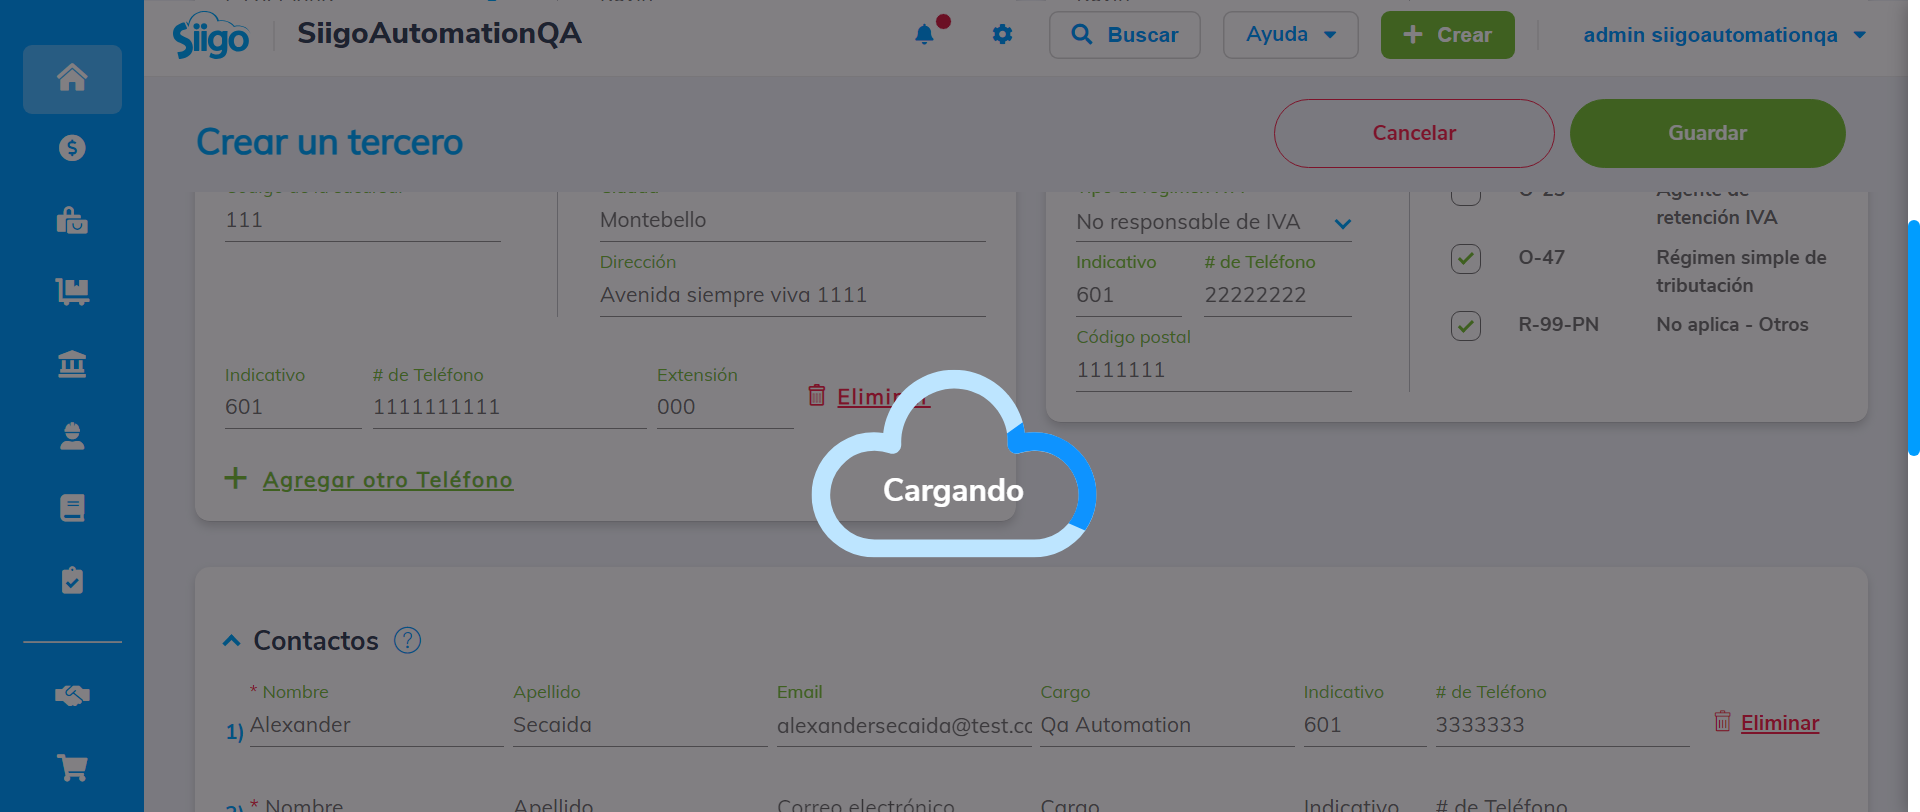 Siigo
SiigoAutomationQA
Buscar
Ayuda
Crear
admin siigoautomationqa
Crear un tercero
Cancelar
Guardar
111
Montebello
Dirección
Avenida siempre viva 1111
Indicativo
# de Teléfono
Extensión
601
1111111111
000
Eliminar
Agregar otro Teléfono
No responsable de IVA
Indicativo
# de Teléfono
601
22222222
Código postal
1111111
Agente de
retención IVA
O-47
Régimen simple de
tributación
R-99-PN
No aplica - Otros
Cargando
Contactos
?
* Nombre
Apellido
Email
Cargo
Indicativo
# de Teléfono
1)
Alexander
Secaida
alexandersecaida@test.cc
Qa Automation
601
3333333
Eliminar
2)
* Nombre
Apellido
Correo electrónico
Cargo
Indicativo
# de Teléfono